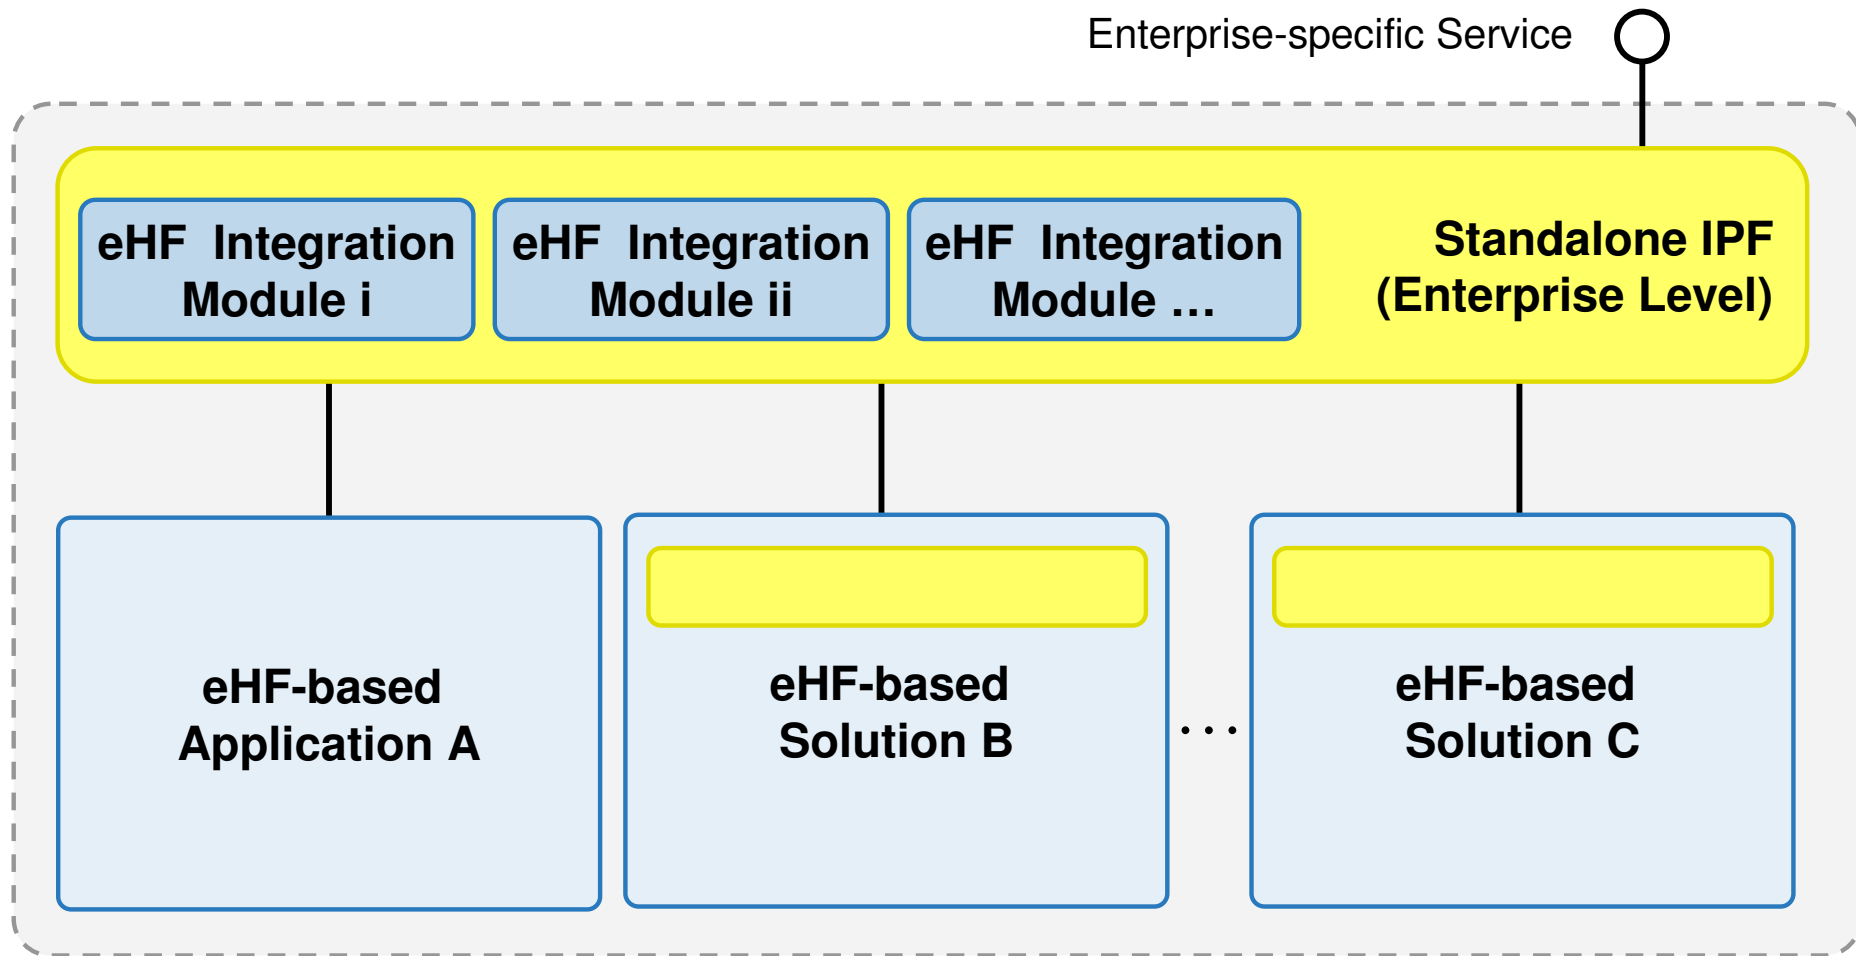 Enterprise-specific Service
eHF Integration
Module i
eHF Integration
Module ii
eHF Integration
Module …
Standalone IPF
(Enterprise Level)
eHF-based
Application A
eHF-based
Solution B
...
eHF-based
Solution C